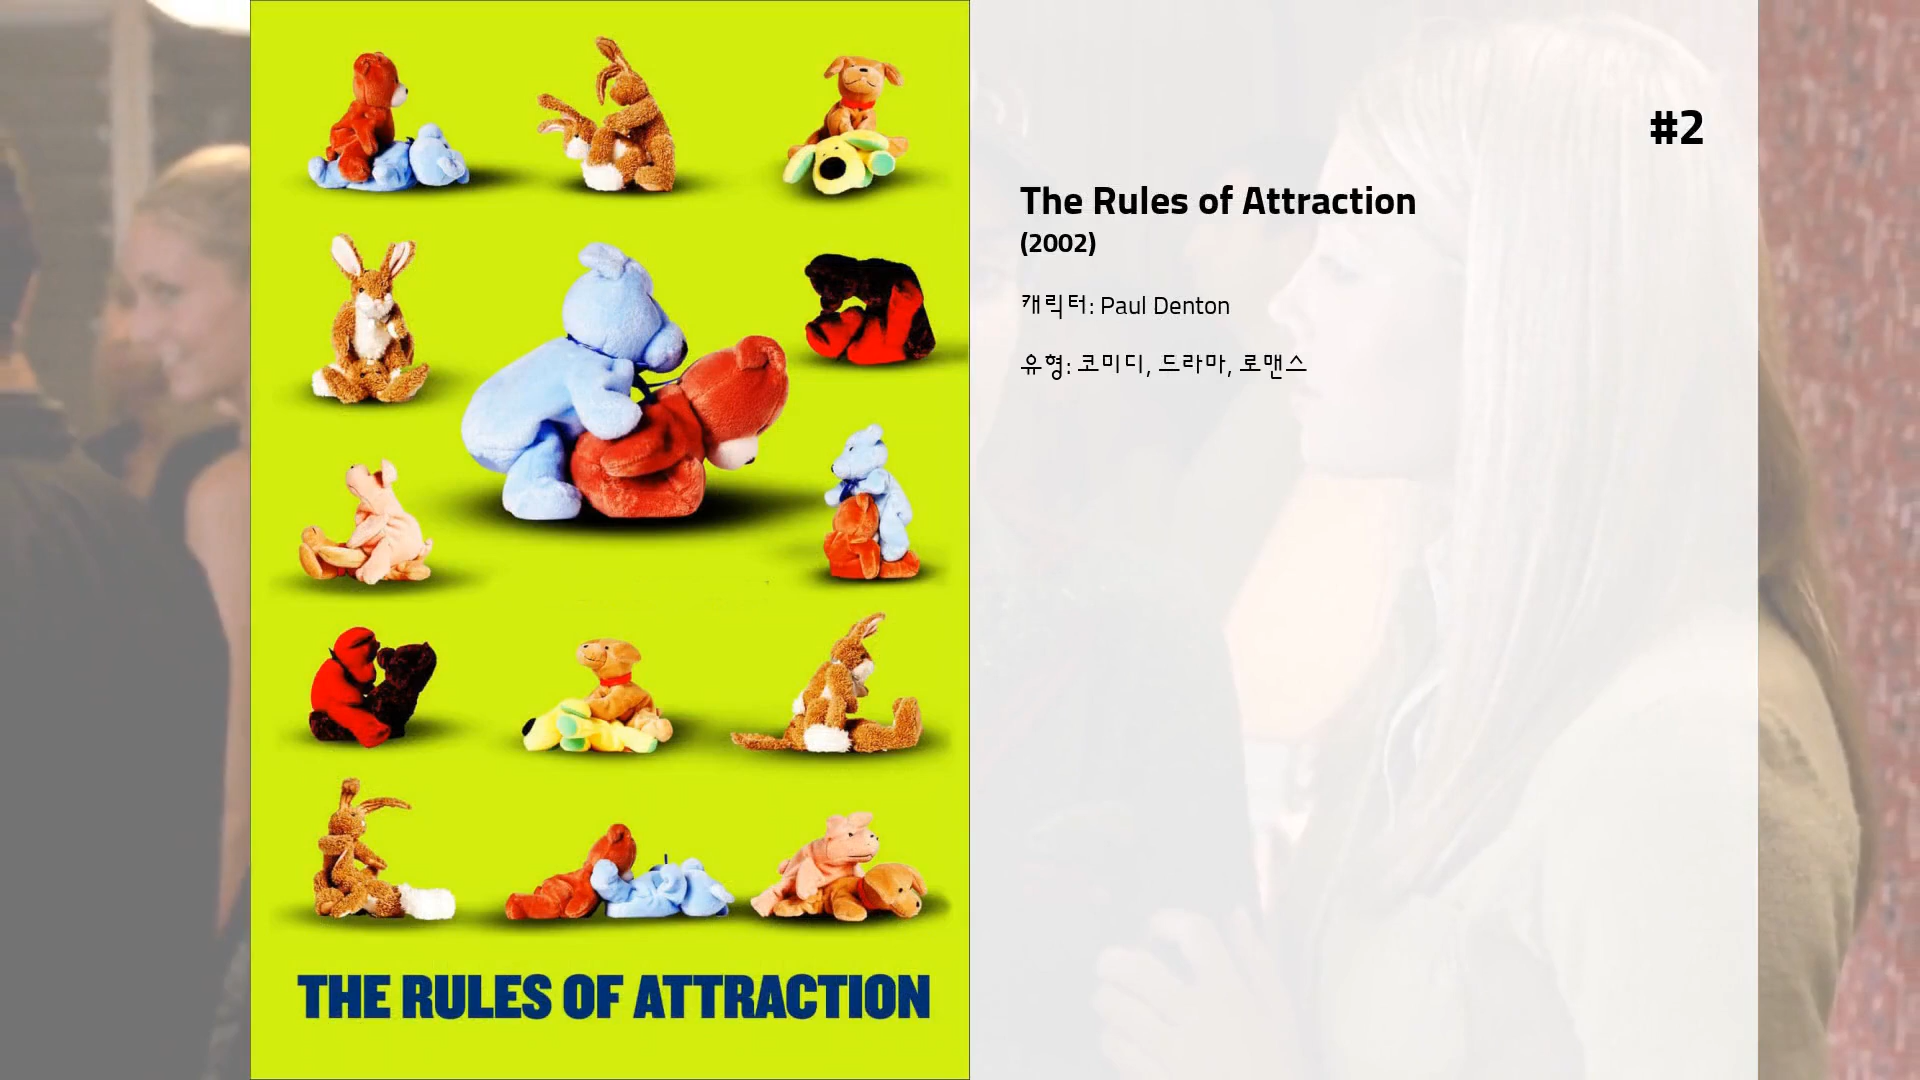 THE RULES OF ATTRACTION
#2
The Rules of Attraction
(2002)
캐릭터: Paul Denton
유형: 코미디, 드라마, 로맨스